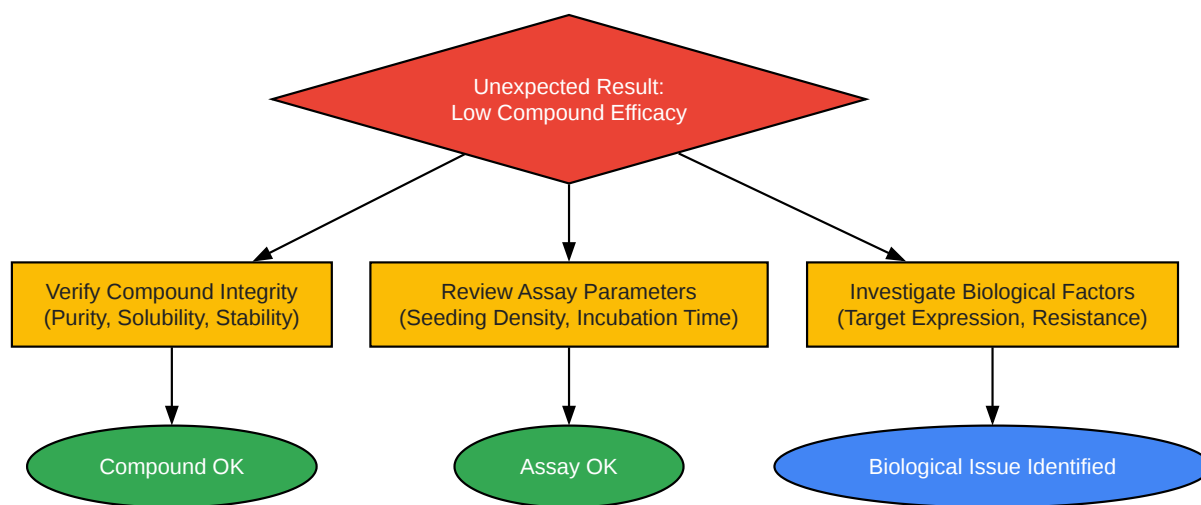 Unexpected Result:
Low Compound Efficacy
Verify Compound Integrity
(Purity, Solubility, Stability)
Review Assay Parameters
(Seeding Density, Incubation Time)
Investigate Biological Factors
(Target Expression, Resistance)
Compound OK
Assay OK
Biological Issue Identified